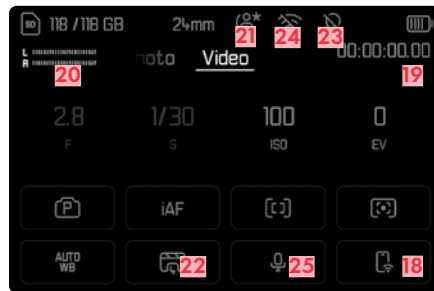 SD 118 /118 GB 24mm
21 24 23
L
R
20
hoto Video 00:00:00.00
19
2.8 1/30 100 0
F S ISO EV
P iAF
AUTO
WB
22 25 18